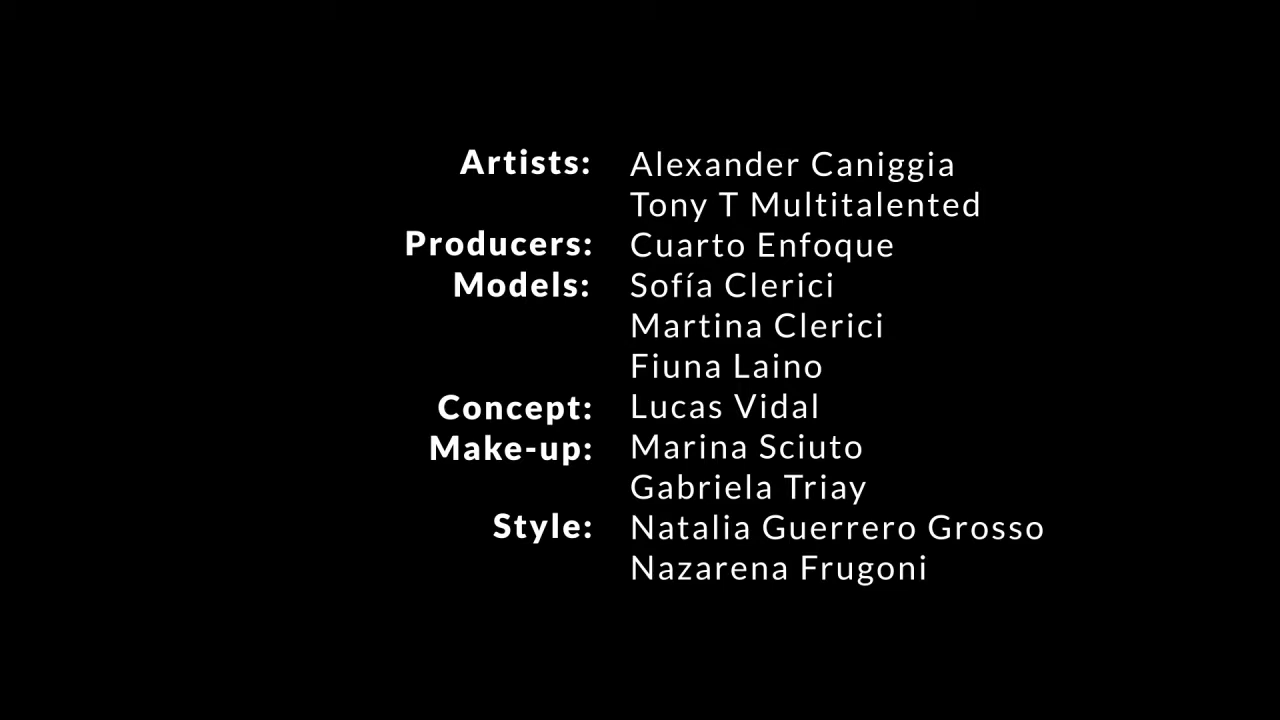 Artists: Alexander Caniggia
Tony T Multitalented
Producers: Cuarto Enfoque
Models: Sofía Clerici
Martina Clerici
Fiuna Laino
Concept: Lucas Vidal
Make-up: Marina Sciuto
Gabriela Triay
Style: Natalia Guerrero Grosso
Nazarena Frugoni